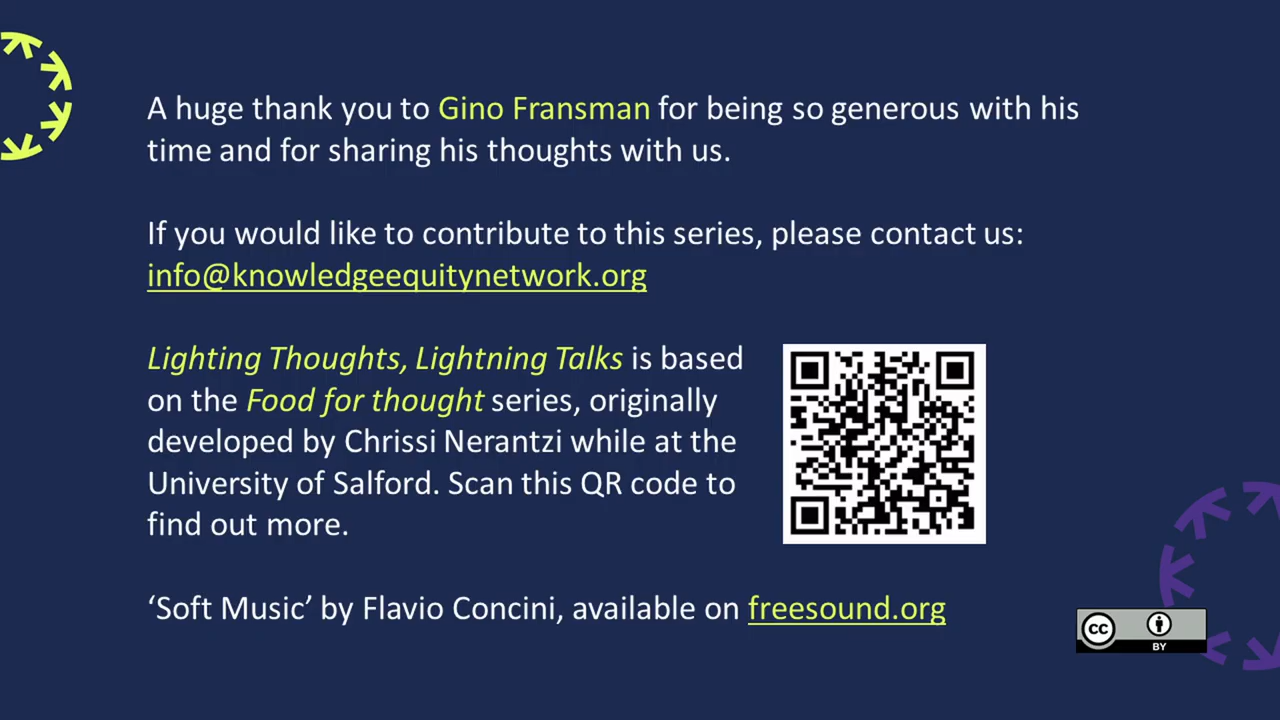 A huge thank you to Gino Fransman for being so generous with his
time and for sharing his thoughts with us.
If you would like to contribute to this series, please contact us:
info@knowledgeequitynetwork.org
Lighting Thoughts, Lightning Talks is based
on the Food for thought series, originally
developed by Chrissi Nerantzi while at the
University of Salford. Scan this QR code to
find out more.
‘Soft Music’ by Flavio Concini, available on freesound.org
cc
BY